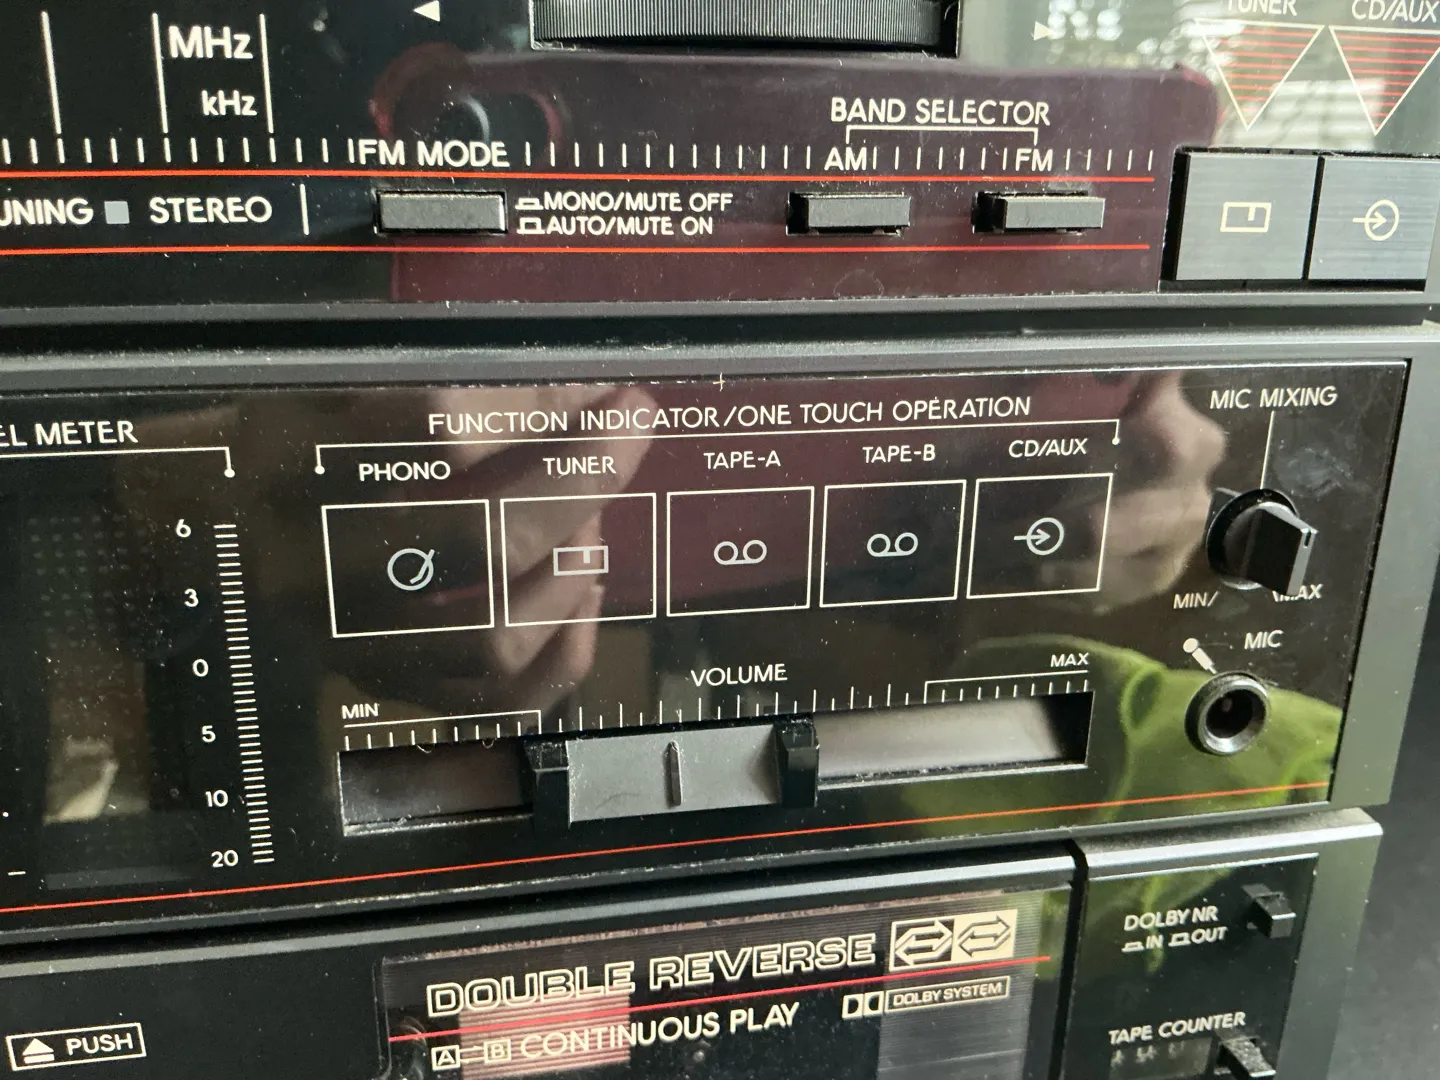 TUNER
CD/AUX
MHz
kHz
BAND SELECTOR
FM MODE
AM
FM
UNING STEREO
MONO/MUTE OFF
AUTO/MUTE ON
MIC MIXING
FUNCTION INDICATOR/ONE TOUCH OPERATION
EL METER
PHONO
TUNER
TAPE-A
TAPE-B
CD/AUX
6
3
0
5
10
20
MIN
MAX
MIC
VOLUME
MIN
MAX
DOLBY NR
IN OUT
DOUBLE REVERSE
DOLBY SYSTEM
A B CONTINUOUS PLAY
TAPE COUNTER
PUSH